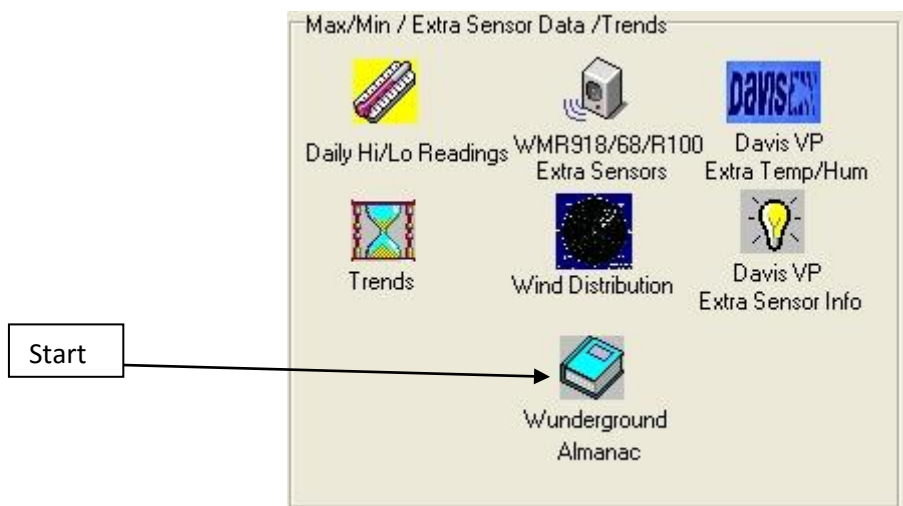 Max/Min / Extra Sensor Data /Trends
DAVIS
Daily Hi/Lo Readings
WMR918/68/R100
Extra Sensors
Davis VP
Extra Temp/Hum
Trends
Wind Distribution
Davis VP
Extra Sensor Info
Start
Wunderground
Almanac